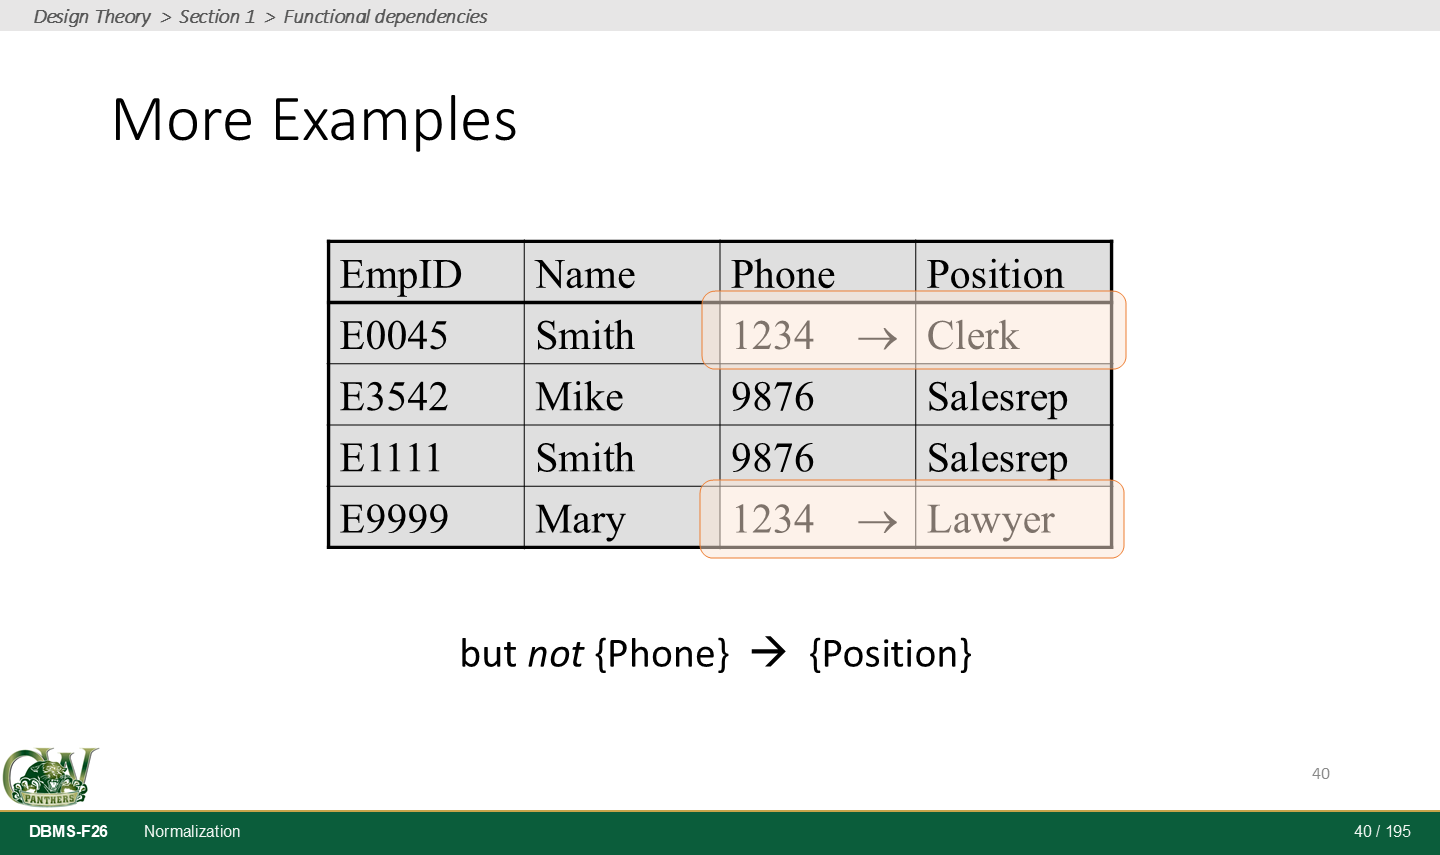 Design Theory > Section 1 > Functional dependencies
More Examples
EmpID Name Phone Position
E0045 Smith 1234 → Clerk
E3542 Mike 9876 Salesrep
E1111 Smith 9876 Salesrep
E9999 Mary 1234 → Lawyer
but not {Phone} → {Position}
OW
PANTHERS
40
DBMS-F26 Normalization 40 / 195